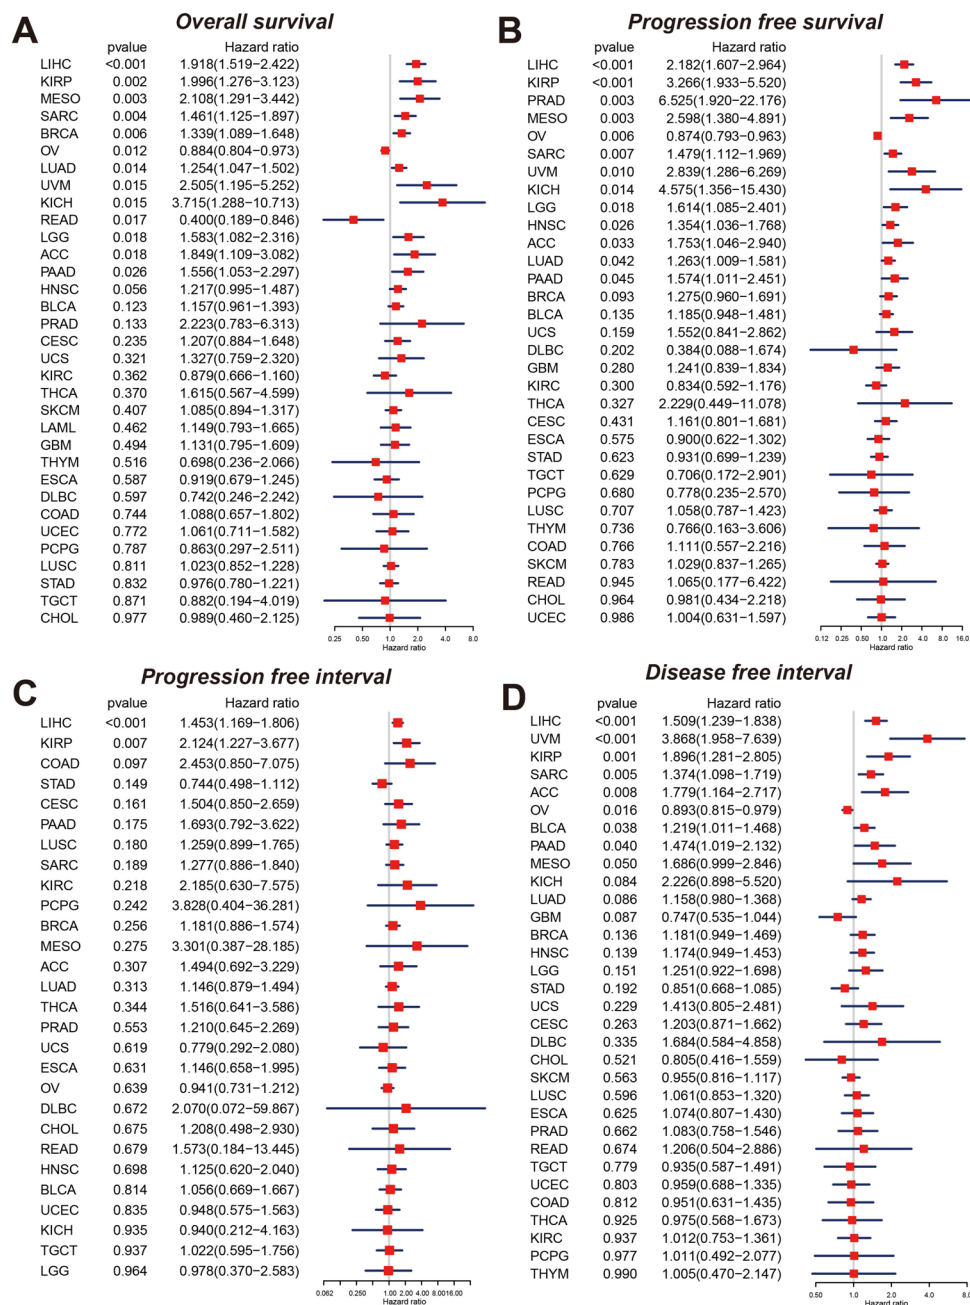 A
Overall survival
pvalue Hazard ratio
LIHC <0.001 1.918(1.519−2.422)
KIRP 0.002 1.996(1.276−3.123)
MESO 0.003 2.108(1.291−3.442)
SARC 0.004 1.461(1.125−1.897)
BRCA 0.006 1.339(1.089−1.648)
OV 0.012 0.884(0.804−0.973)
LUAD 0.014 1.254(1.047−1.502)
UVM 0.015 2.505(1.195−5.252)
KICH 0.015 3.715(1.288−10.713)
READ 0.017 0.400(0.189−0.846)
LGG 0.018 1.583(1.082−2.316)
ACC 0.018 1.849(1.109−3.082)
PAAD 0.026 1.556(1.053−2.297)
HNSC 0.056 1.217(0.995−1.487)
BLCA 0.123 1.157(0.961−1.393)
PRAD 0.133 2.223(0.783−6.313)
CESC 0.235 1.207(0.884−1.648)
UCS 0.321 1.327(0.759−2.320)
KIRC 0.362 0.879(0.666−1.160)
THCA 0.370 1.615(0.567−4.599)
SKCM 0.407 1.085(0.894−1.317)
LAML 0.462 1.149(0.793−1.665)
GBM 0.494 1.131(0.795−1.609)
THYM 0.516 0.698(0.236−2.066)
ESCA 0.587 0.919(0.679−1.245)
DLBC 0.597 0.742(0.246−2.242)
COAD 0.744 1.088(0.657−1.802)
UCEC 0.772 1.061(0.711−1.582)
PCPG 0.787 0.863(0.297−2.511)
LUSC 0.811 1.023(0.852−1.228)
STAD 0.832 0.976(0.780−1.221)
TGCT 0.871 0.882(0.194−4.019)
CHOL 0.977 0.989(0.460−2.125)
0.25 0.50 1.0 2.0 4.0 8.0
Hazard ratio
B
Progression free survival
pvalue Hazard ratio
LIHC <0.001 2.182(1.607−2.964)
KIRP <0.001 3.266(1.933−5.520)
PRAD 0.003 6.525(1.920−22.176)
MESO 0.003 2.598(1.380−4.891)
OV 0.006 0.874(0.793−0.963)
SARC 0.007 1.479(1.112−1.969)
UVM 0.010 2.839(1.286−6.269)
KICH 0.014 4.575(1.356−15.430)
LGG 0.018 1.614(1.085−2.401)
HNSC 0.026 1.354(1.036−1.768)
ACC 0.033 1.753(1.046−2.940)
LUAD 0.042 1.263(1.009−1.581)
PAAD 0.045 1.574(1.011−2.451)
BRCA 0.093 1.275(0.960−1.691)
BLCA 0.135 1.185(0.948−1.481)
UCS 0.159 1.552(0.841−2.862)
DLBC 0.202 0.384(0.088−1.674)
GBM 0.280 1.241(0.839−1.834)
KIRC 0.300 0.834(0.592−1.176)
THCA 0.327 2.229(0.449−11.078)
CESC 0.431 1.161(0.801−1.681)
ESCA 0.575 0.900(0.622−1.302)
STAD 0.623 0.931(0.699−1.239)
TGCT 0.629 0.706(0.172−2.901)
PCPG 0.680 0.778(0.235−2.570)
LUSC 0.707 1.058(0.787−1.423)
THYM 0.736 0.766(0.163−3.606)
COAD 0.766 1.111(0.557−2.216)
SKCM 0.783 1.029(0.837−1.265)
READ 0.945 1.065(0.177−6.422)
CHOL 0.964 0.981(0.434−2.218)
UCEC 0.986 1.004(0.631−1.597)
0.12 0.25 0.50 1.0 2.0 4.0 8.0 16.0
Hazard ratio
C
Progression free interval
pvalue Hazard ratio
LIHC <0.001 1.453(1.169−1.806)
KIRP 0.007 2.124(1.227−3.677)
COAD 0.097 2.453(0.850−7.075)
STAD 0.149 0.744(0.498−1.112)
CESC 0.161 1.504(0.850−2.659)
PAAD 0.175 1.693(0.792−3.622)
LUSC 0.180 1.259(0.899−1.765)
SARC 0.189 1.277(0.886−1.840)
KIRC 0.218 2.185(0.630−7.575)
PCPG 0.242 3.828(0.404−36.281)
BRCA 0.256 1.181(0.886−1.574)
MESO 0.275 3.301(0.387−28.185)
ACC 0.307 1.494(0.692−3.229)
LUAD 0.313 1.146(0.879−1.494)
THCA 0.344 1.516(0.641−3.586)
PRAD 0.553 1.210(0.645−2.269)
UCS 0.619 0.779(0.292−2.080)
ESCA 0.631 1.146(0.658−1.995)
OV 0.639 0.941(0.731−1.212)
DLBC 0.672 2.070(0.072−59.867)
CHOL 0.675 1.208(0.498−2.930)
READ 0.679 1.573(0.184−13.445)
HNSC 0.698 1.125(0.620−2.040)
BLCA 0.814 1.056(0.669−1.667)
UCEC 0.835 0.948(0.575−1.563)
KICH 0.935 0.940(0.212−4.163)
TGCT 0.937 1.022(0.595−1.756)
LGG 0.964 0.978(0.370−2.583)
0.062 0.25 0.50 1.00 2.00 4.00 8.00 16.00
Hazard ratio
D
Disease free interval
pvalue Hazard ratio
LIHC <0.001 1.509(1.239−1.838)
UVM <0.001 3.868(1.958−7.639)
KIRP 0.001 1.896(1.281−2.805)
SARC 0.005 1.374(1.098−1.719)
ACC 0.008 1.779(1.164−2.717)
OV 0.016 0.893(0.815−0.979)
BLCA 0.038 1.219(1.011−1.468)
PAAD 0.040 1.474(1.019−2.132)
MESO 0.050 1.686(0.999−2.846)
KICH 0.084 2.226(0.898−5.520)
LUAD 0.086 1.158(0.980−1.368)
GBM 0.087 0.747(0.535−1.044)
BRCA 0.136 1.181(0.949−1.469)
HNSC 0.139 1.174(0.949−1.453)
LGG 0.151 1.251(0.922−1.698)
STAD 0.192 0.851(0.668−1.085)
UCS 0.229 1.413(0.805−2.481)
CESC 0.263 1.203(0.871−1.662)
DLBC 0.335 1.684(0.584−4.858)
CHOL 0.521 0.805(0.416−1.559)
SKCM 0.563 0.955(0.816−1.117)
LUSC 0.596 1.061(0.853−1.320)
ESCA 0.625 1.074(0.807−1.430)
PRAD 0.662 1.083(0.758−1.546)
READ 0.674 1.206(0.504−2.886)
TGCT 0.779 0.935(0.587−1.491)
UCEC 0.803 0.959(0.688−1.335)
COAD 0.812 0.951(0.631−1.435)
THCA 0.925 0.975(0.568−1.673)
KIRC 0.937 1.012(0.753−1.361)
PCPG 0.977 1.011(0.492−2.077)
THYM 0.990 1.005(0.470−2.147)
0.50 1.0 2.0 4.0 8.0
Hazard ratio